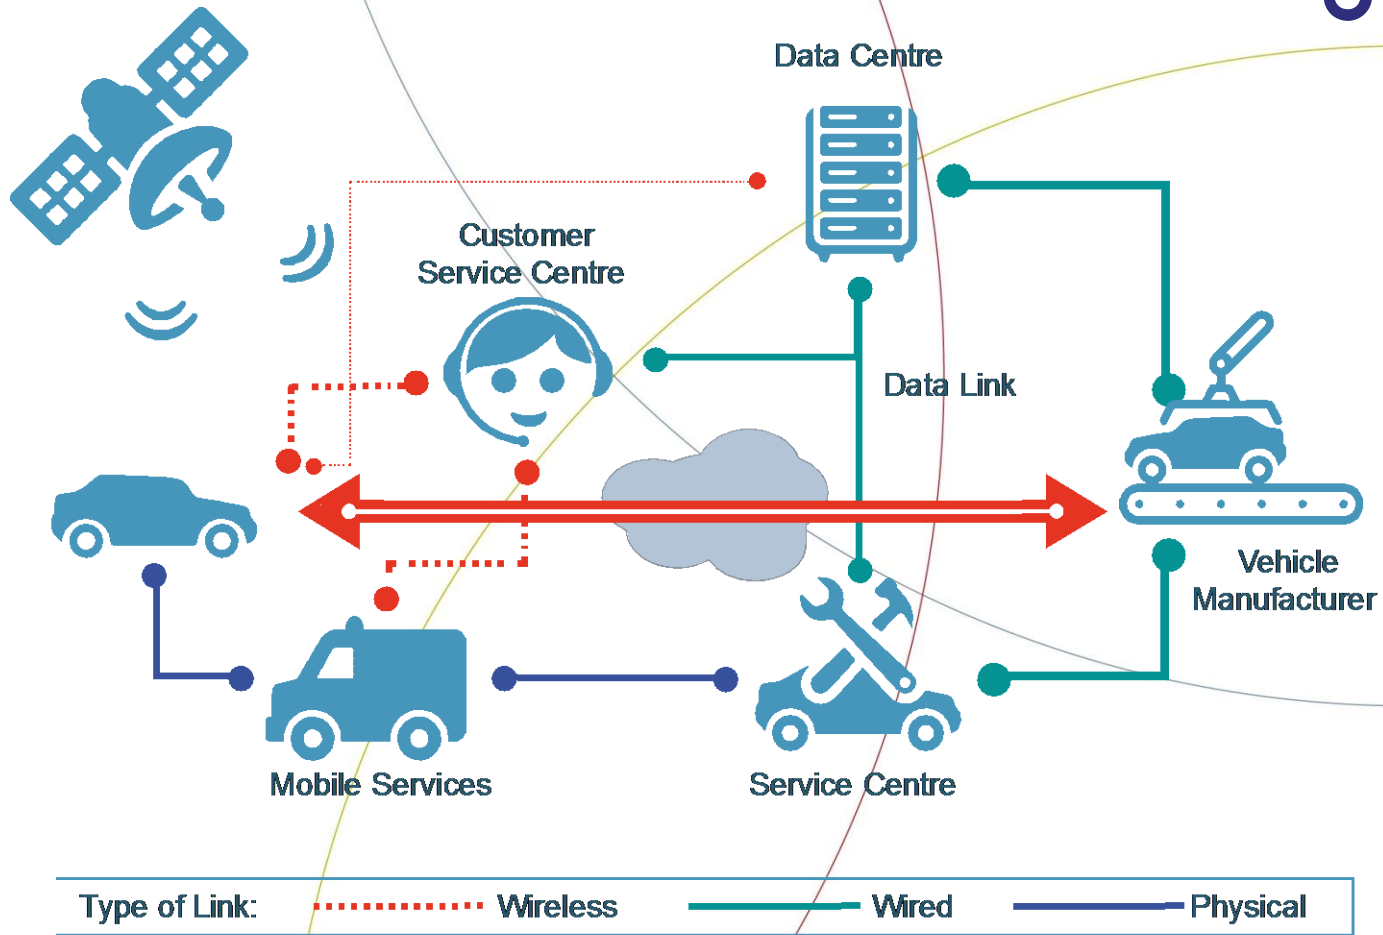 Data Centre
Customer
Service Centre
Data Link
Vehicle
Manufacturer
Mobile Services
Service Centre
Type of Link:
Wireless
Wired
Physical